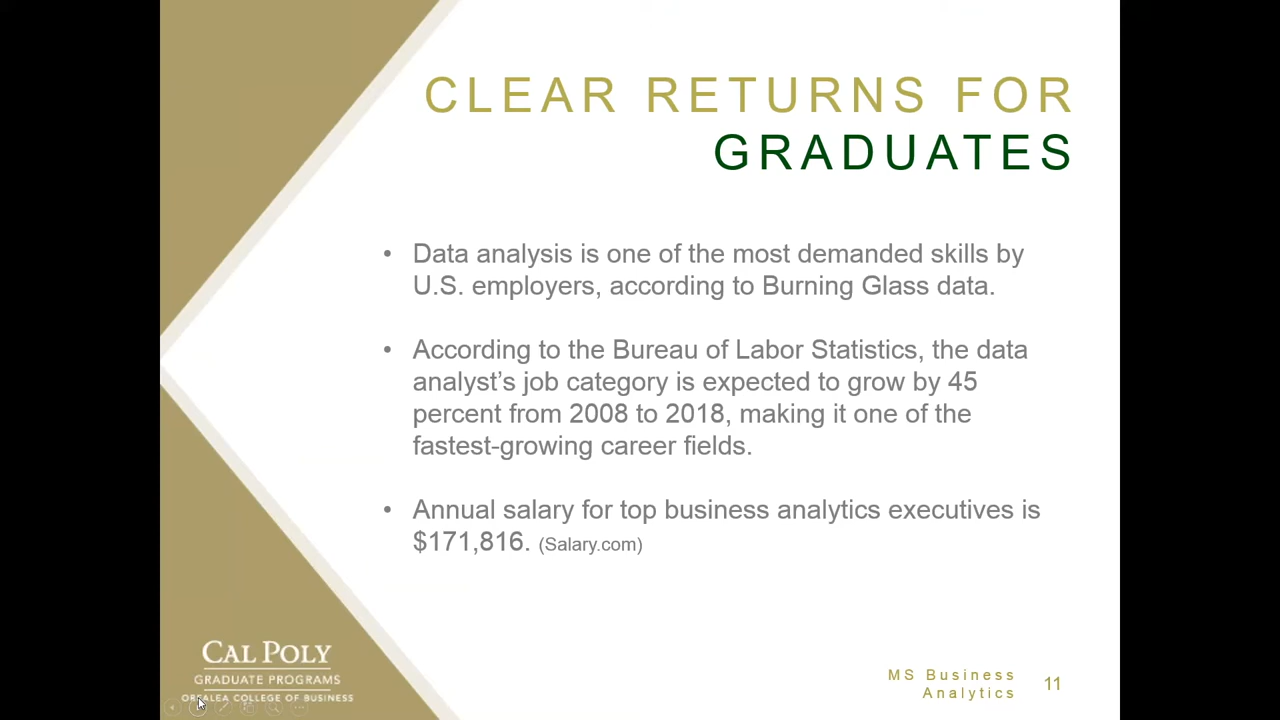 CLEAR RETURNS FOR
GRADUATES
• Data analysis is one of the most demanded skills by
U.S. employers, according to Burning Glass data.
• According to the Bureau of Labor Statistics, the data
analyst’s job category is expected to grow by 45
percent from 2008 to 2018, making it one of the
fastest-growing career fields.
• Annual salary for top business analytics executives is
$171,816. (Salary.com)
CAL POLY
GRADUATE PROGRAMS
ORFALEA COLLEGE OF BUSINESS
MS Business
Analytics
11